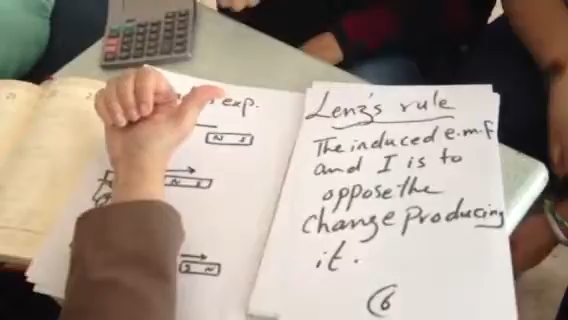 exp.
N S
N S
S N
Lenz's rule
The induced e.m.f
and I is to
oppose the
change producing
it.
6